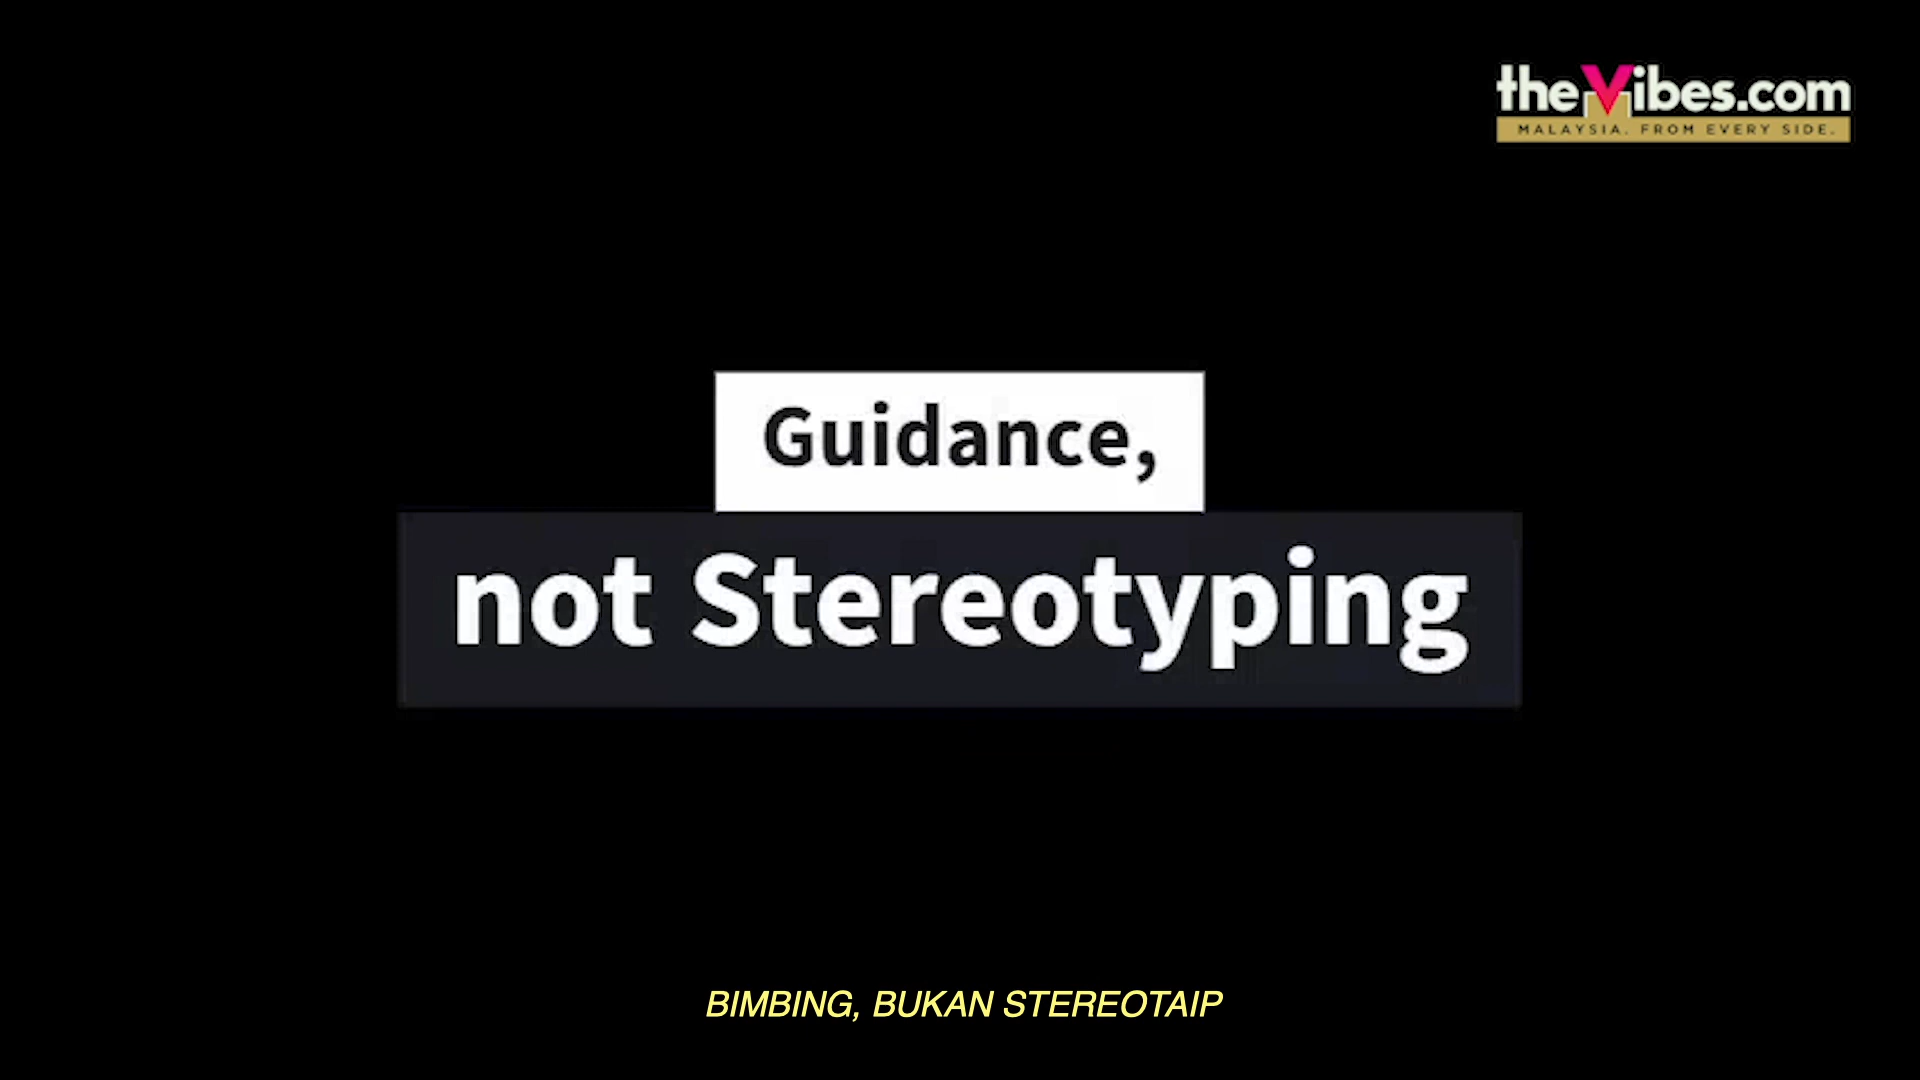 theVibes.com
MALAYSIA. FROM EVERY SIDE.
Guidance,
not Stereotyping
BIMBING, BUKAN STEREOTAIP